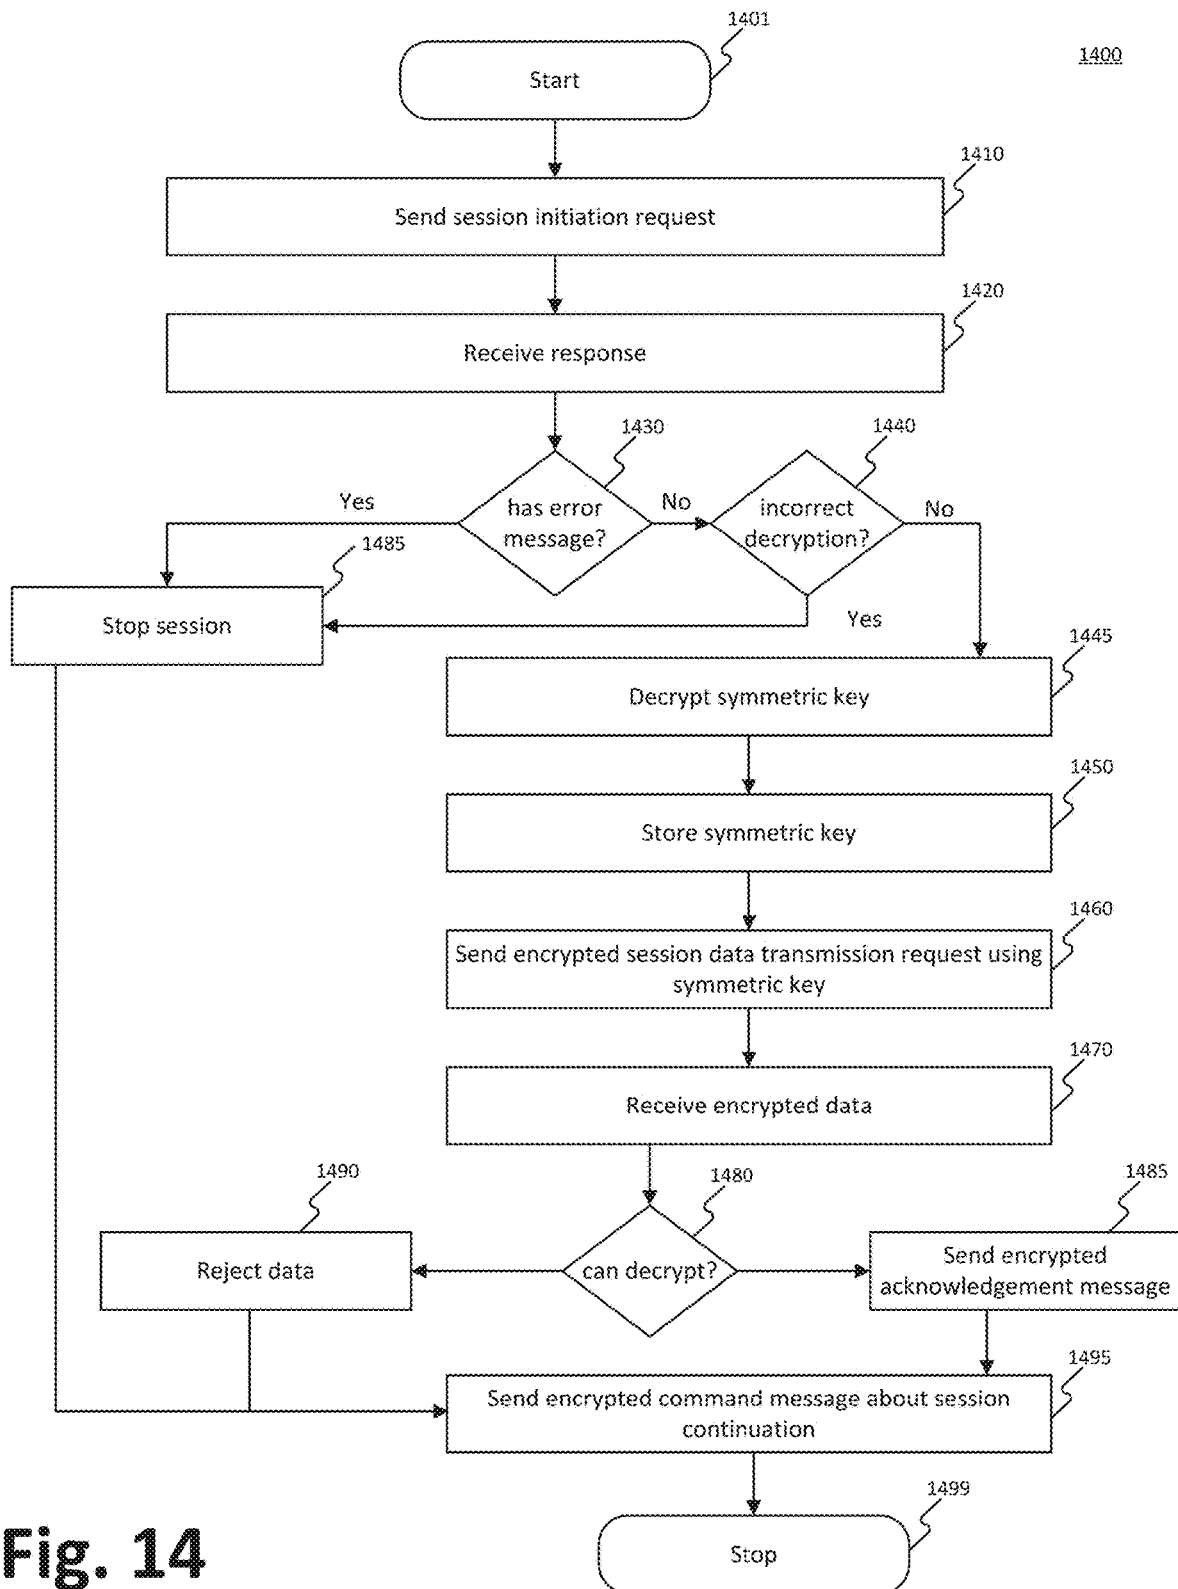 1401
1400
Start
1410
Send session initiation request
1420
Receive response
1430
1440
Yes
has error
message?
No
incorrect
decryption?
No
1485
Stop session
Yes
1445
Decrypt symmetric key
1450
Store symmetric key
1460
Send encrypted session data transmission request using
symmetric key
1470
Receive encrypted data
1490
1480
1485
Reject data
can decrypt?
Send encrypted
acknowledgement message
1495
Send encrypted command message about session
continuation
1499
Stop
Fig. 14